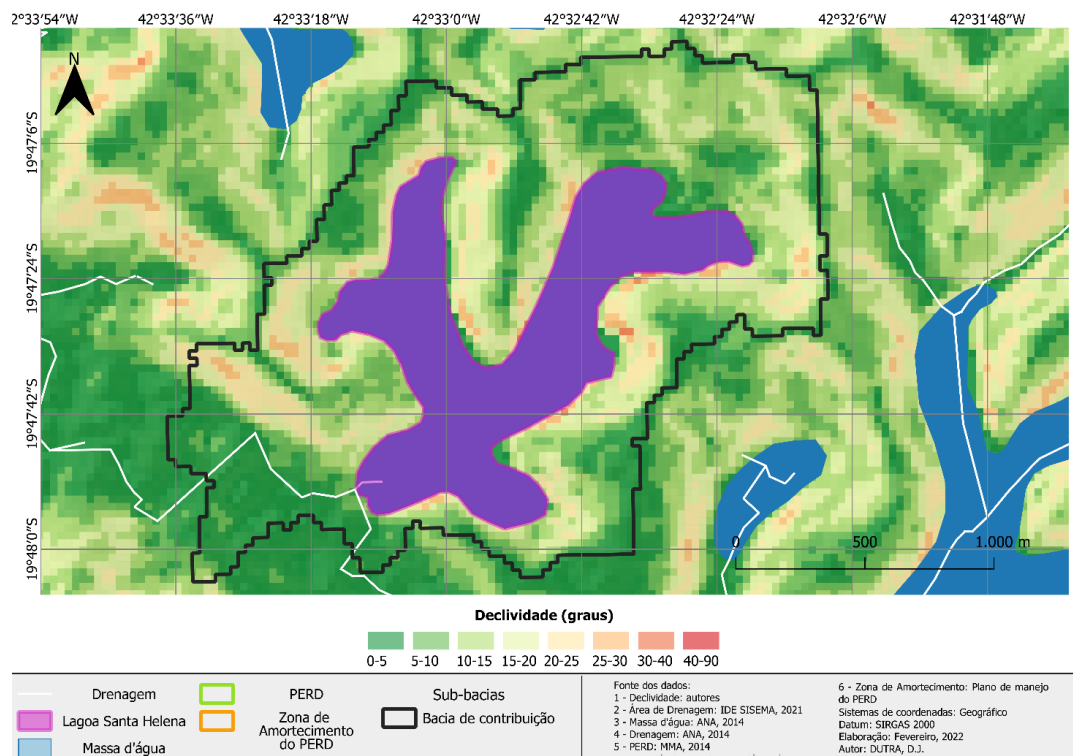 2°33′54″W 42°33′36″W 42°33′18″W 42°33′0″W 42°32′42″W 42°32′24″W 42°32′6″W 42°31′48″W
N
19°47′6″S
19°47′24″S
19°47′42″S
19°48′0″S
0 500 1.000 m
Declividade (graus)
0-5 5-10 10-15 15-20 20-25 25-30 30-40 40-90
Drenagem
Lagoa Santa Helena
Massa d'água
PERD
Zona de
Amortecimento
do PERD
Sub-bacias
Bacia de contribuição
Fonte dos dados:
1 - Declividade: autores
2 - Área de Drenagem: IDE SISEMA, 2021
3 - Massa d'água: ANA, 2014
4 - Drenagem: ANA, 2014
5 - PERD: MMA, 2014
6 - Zona de Amortecimento: Plano de manejo
do PERD
Sistemas de coordenadas: Geográfico
Datum: SIRGAS 2000
Elaboração: Fevereiro, 2022
Autor: DUTRA, D.J.